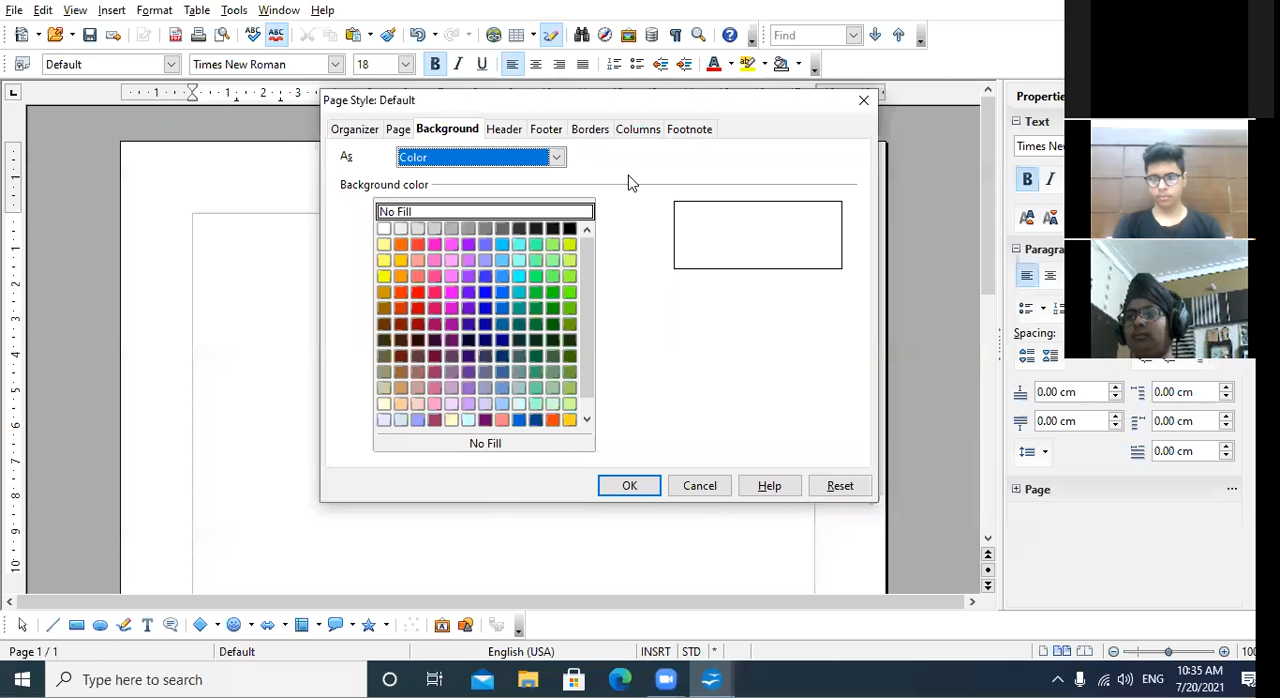 File Edit View Insert Format Table Tools Window Help
Find
Default Times New Roman 18 B I U
Page Style: Default
Organizer Page Background Header Footer Borders Columns Footnote
As Color
Background color
No Fill
No Fill
OK Cancel Help Reset
Properti
Text
Times New
B I
Paragra
Spacing:
0.00 cm 0.00 cm
0.00 cm 0.00 cm
0.00 cm
Page
Page 1 / 1 Default English (USA) INSRT STD * 100
Type here to search
ENG
10:35 AM
7/20/2021